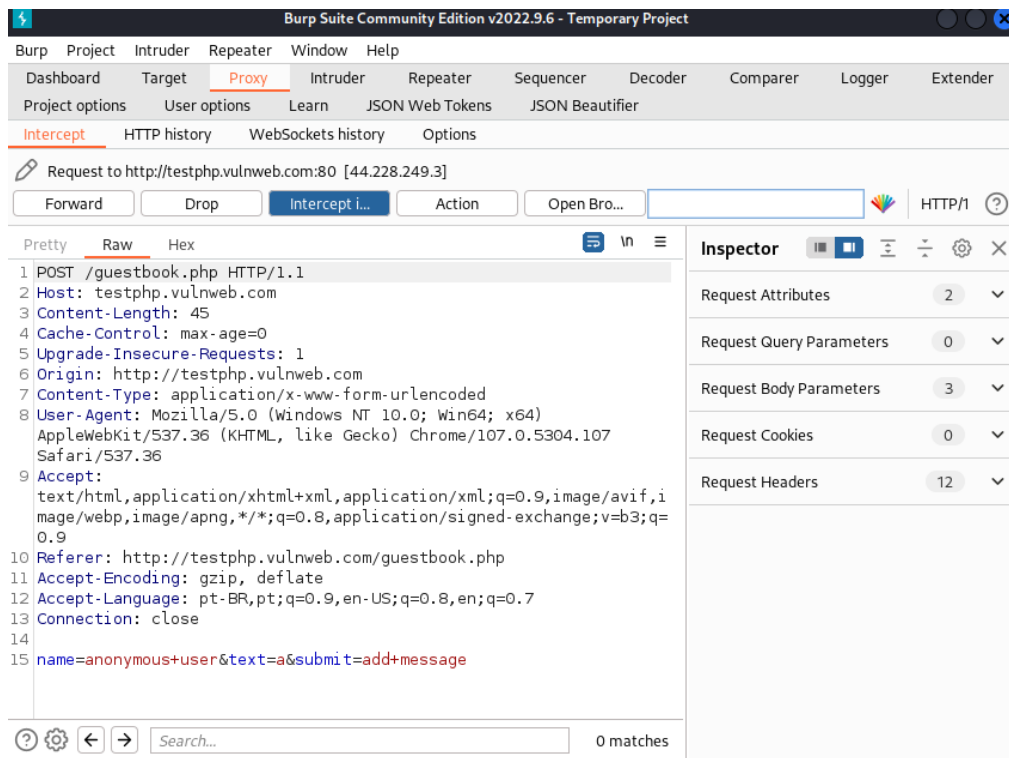 Burp Suite Community Edition v2022.9.6 - Temporary Project
Burp Project Intruder Repeater Window Help
Dashboard Target Proxy Intruder Repeater Sequencer Decoder Comparer Logger Extender
Project options User options Learn JSON Web Tokens JSON Beautifier
Intercept HTTP history WebSockets history Options
Request to http://testphp.vulnweb.com:80 [44.228.249.3]
Forward Drop Intercept i... Action Open Bro... HTTP/1 ?
Pretty Raw Hex \n
Inspector
1 POST /guestbook.php HTTP/1.1
2 Host: testphp.vulnweb.com
3 Content-Length: 45
4 Cache-Control: max-age=0
5 Upgrade-Insecure-Requests: 1
6 Origin: http://testphp.vulnweb.com
7 Content-Type: application/x-www-form-urlencoded
8 User-Agent: Mozilla/5.0 (Windows NT 10.0; Win64; x64)
AppleWebKit/537.36 (KHTML, like Gecko) Chrome/107.0.5304.107
Safari/537.36
9 Accept:
text/html,application/xhtml+xml,application/xml;q=0.9,image/avif,i
mage/webp,image/apng,*/*;q=0.8,application/signed-exchange;v=b3;q=
0.9
10 Referer: http://testphp.vulnweb.com/guestbook.php
11 Accept-Encoding: gzip, deflate
12 Accept-Language: pt-BR,pt;q=0.9,en-US;q=0.8,en;q=0.7
13 Connection: close
14
15 name=anonymous+user&text=a&submit=add+message
Request Attributes 2
Request Query Parameters 0
Request Body Parameters 3
Request Cookies 0
Request Headers 12
? Search... 0 matches